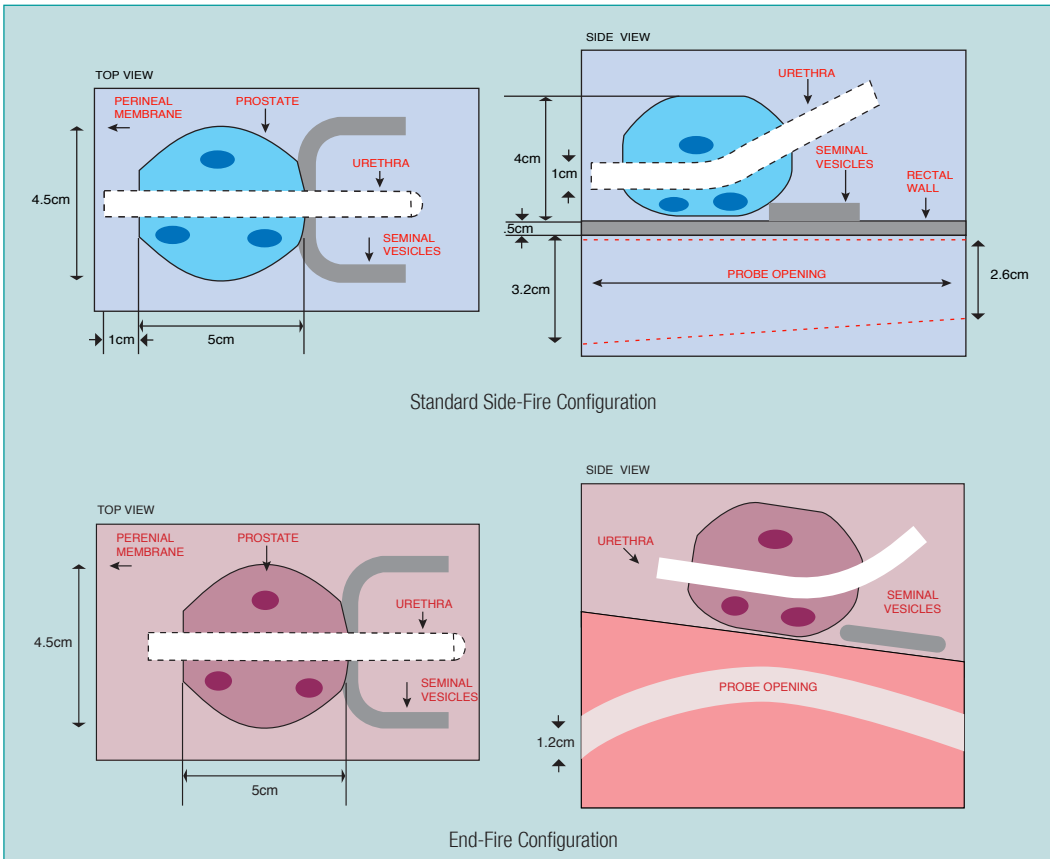 TOP VIEW
PERINEAL
MEMBRANE
PROSTATE
URETHRA
4.5cm
SEMINAL
VESICLES
1cm
5cm
SIDE VIEW
URETHRA
4cm
1cm
SEMINAL
VESICLES
RECTAL
WALL
.5cm
3.2cm
PROBE OPENING
2.6cm
Standard Side-Fire Configuration
TOP VIEW
PERENIAL
MEMBRANE
PROSTATE
URETHRA
4.5cm
SEMINAL
VESICLES
5cm
SIDE VIEW
URETHRA
SEMINAL
VESICLES
PROBE OPENING
1.2cm
End-Fire Configuration